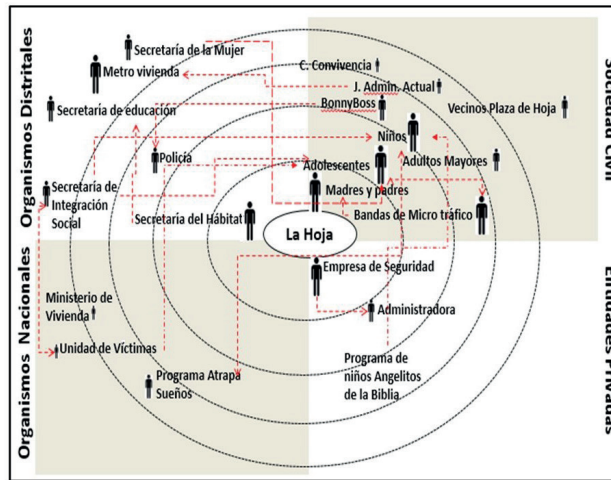 Secretaría de la Mujer
Metro vivienda
C. Convivencia
J. Admin. Actual
BonnyBoss
Vecinos Plaza de Hoja
Secretaría de educación
Niños
Policía
Adolescentes
Adultos Mayores
Secretaría de
Integración
Social
Madres y padres
Secretaría del Hábitat
Bandas de Micro tráfico
La Hoja
Empresa de Seguridad
Ministerio de
Vivienda
Administradora
Unidad de Víctimas
Programa Atrapa
Sueños
Programa de
niños Angelitos
de la Biblia
Organismos Distritales
Organismos Nacionales
Sociedad Civil
Entidades Privadas